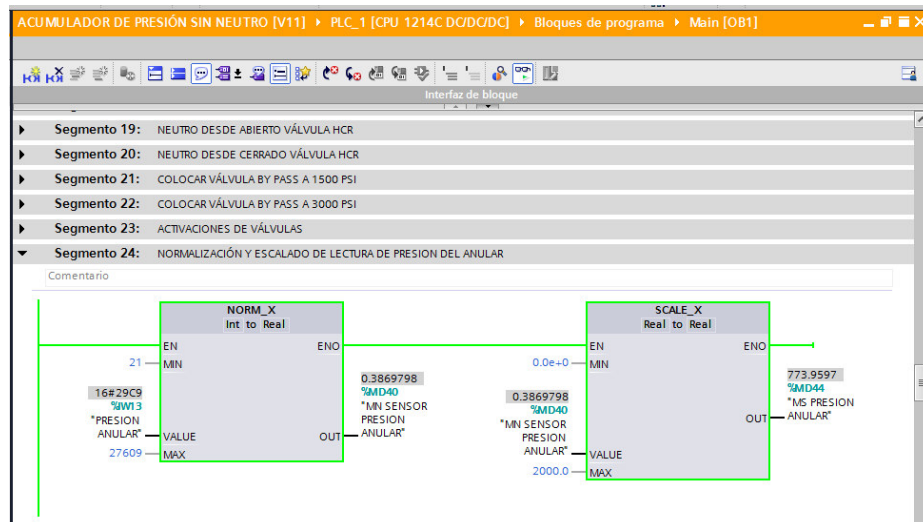 ACUMULADOR DE PRESIÓN SIN NEUTRO [V11] ▸ PLC_1 [CPU 1214C DC/DC/DC] ▸ Bloques de programa ▸ Main [OB1]
Interfaz de bloque
Segmento 19: NEUTRO DESDE ABIERTO VÁLVULA HCR
Segmento 20: NEUTRO DESDE CERRADO VÁLVULA HCR
Segmento 21: COLOCAR VÁLVULA BY PASS A 1500 PSI
Segmento 22: COLOCAR VÁLVULA BY PASS A 3000 PSI
Segmento 23: ACTIVACIONES DE VÁLVULAS
Segmento 24: NORMALIZACIÓN Y ESCALADO DE LECTURA DE PRESION DEL ANULAR
Comentario
NORM_X
Int to Real
EN
ENO
21
MIN
16#29C9
%IW13
"PRESION
ANULAR"
VALUE
27609
MAX
0.3869798
%MD40
"MN SENSOR
PRESION
ANULAR"
OUT
SCALE_X
Real to Real
EN
ENO
0.0e+0
MIN
0.3869798
%MD40
"MN SENSOR
PRESION
ANULAR"
VALUE
2000.0
MAX
773.9597
%MD44
"MS PRESION
ANULAR"
OUT